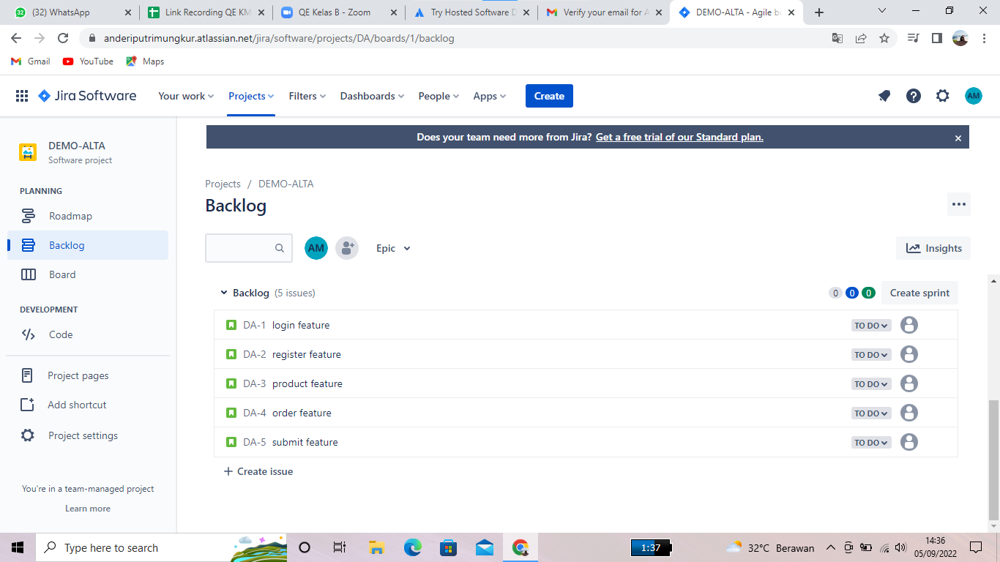 (32) WhatsApp
Link Recording QE KM
QE Kelas B - Zoom
Try Hosted Software D
Verify your email for A
DEMO-ALTA - Agile bo
anderiputrimungkur.atlassian.net/jira/software/projects/DA/boards/1/backlog
Gmail
YouTube
Maps
Jira Software
Your work
Projects
Filters
Dashboards
People
Apps
Create
AM
DEMO-ALTA
Software project
Does your team need more from Jira? Get a free trial of our Standard plan.
PLANNING
Roadmap
Backlog
Board
DEVELOPMENT
Code
Project pages
Add shortcut
Project settings
You're in a team-managed project
Learn more
Projects / DEMO-ALTA
Backlog
AM
Epic
Insights
Backlog (5 issues)
0 0 0
Create sprint
DA-1 login feature TO DO
DA-2 register feature TO DO
DA-3 product feature TO DO
DA-4 order feature TO DO
DA-5 submit feature TO DO
+ Create issue
Type here to search
1:37
32°C Berawan
14:36
05/09/2022